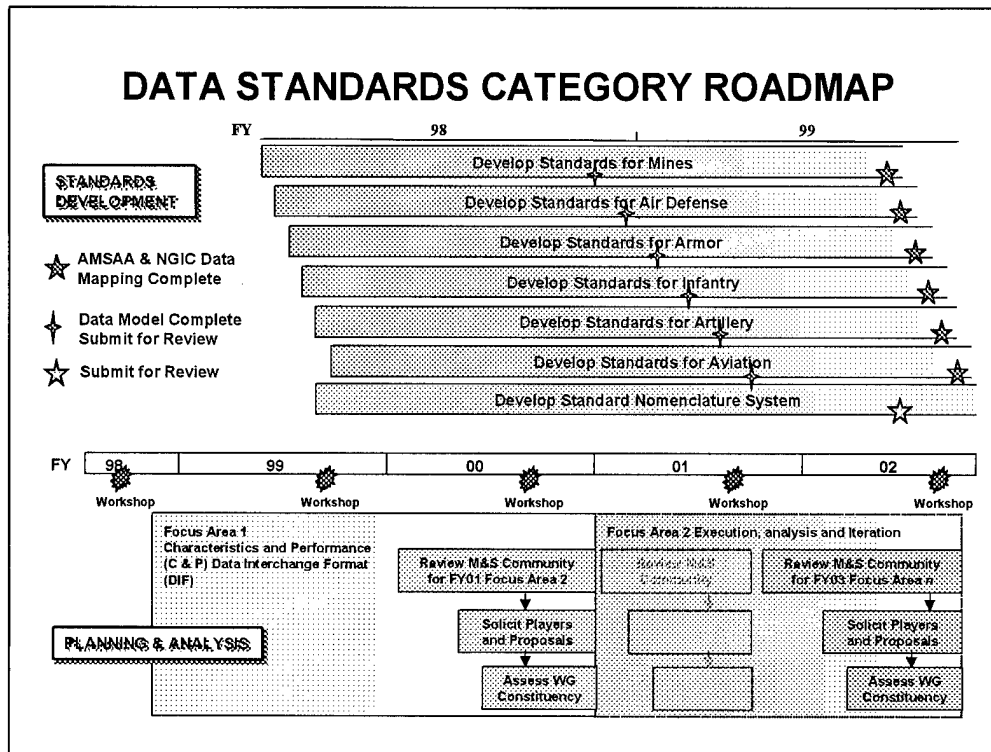 DATA STANDARDS CATEGORY ROADMAP
FY 98 99
STANDARDS
DEVELOPMENT
AMSAA & NGIC Data
Mapping Complete
Data Model Complete
Submit for Review
Submit for Review
Develop Standards for Mines
Develop Standards for Air Defense
Develop Standards for Armor
Develop Standards for Infantry
Develop Standards for Artillery
Develop Standards for Aviation
Develop Standard Nomenclature System
FY 98 99 00 01 02
Workshop Workshop Workshop Workshop Workshop
Focus Area 1
Characteristics and Performance
(C & P) Data Interchange Format
(DIF)
PLANNING & ANALYSIS
Review M&S Community
for FY01 Focus Area 2
Solicit Players
and Proposals
Assess WG
Constituency
Focus Area 2 Execution, analysis and Iteration
Review M&S
Community
Review M&S Community
for FY03 Focus Area n
Solicit Players
and Proposals
Assess WG
Constituency